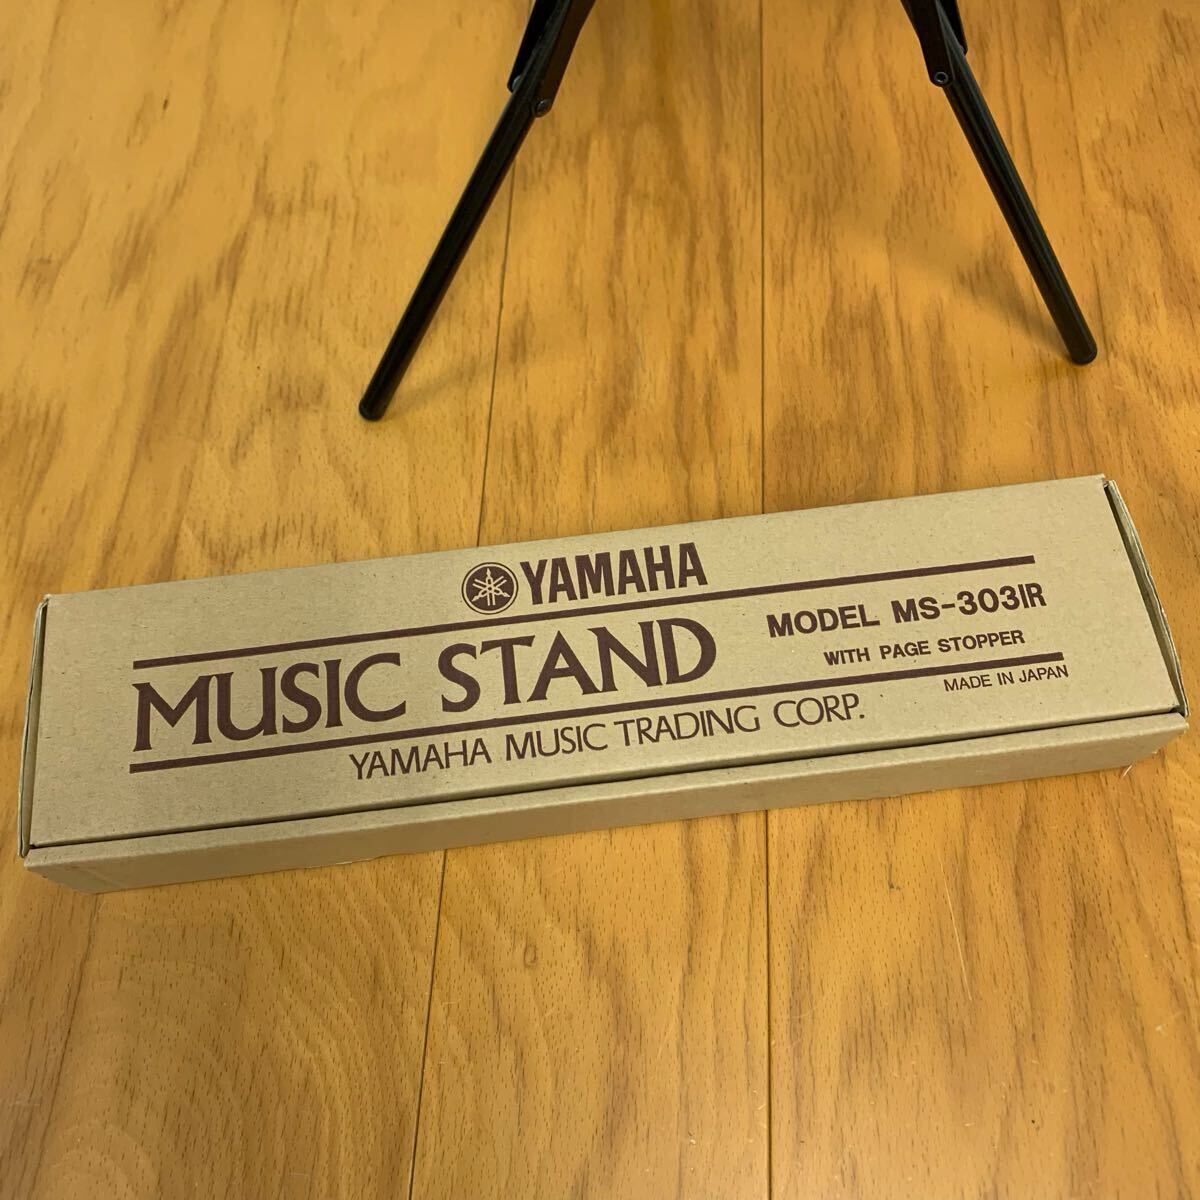 YAMAHA
MUSIC STAND
MODEL MS-303IR
WITH PAGE STOPPER
YAMAHA MUSIC TRADING CORP.
MADE IN JAPAN